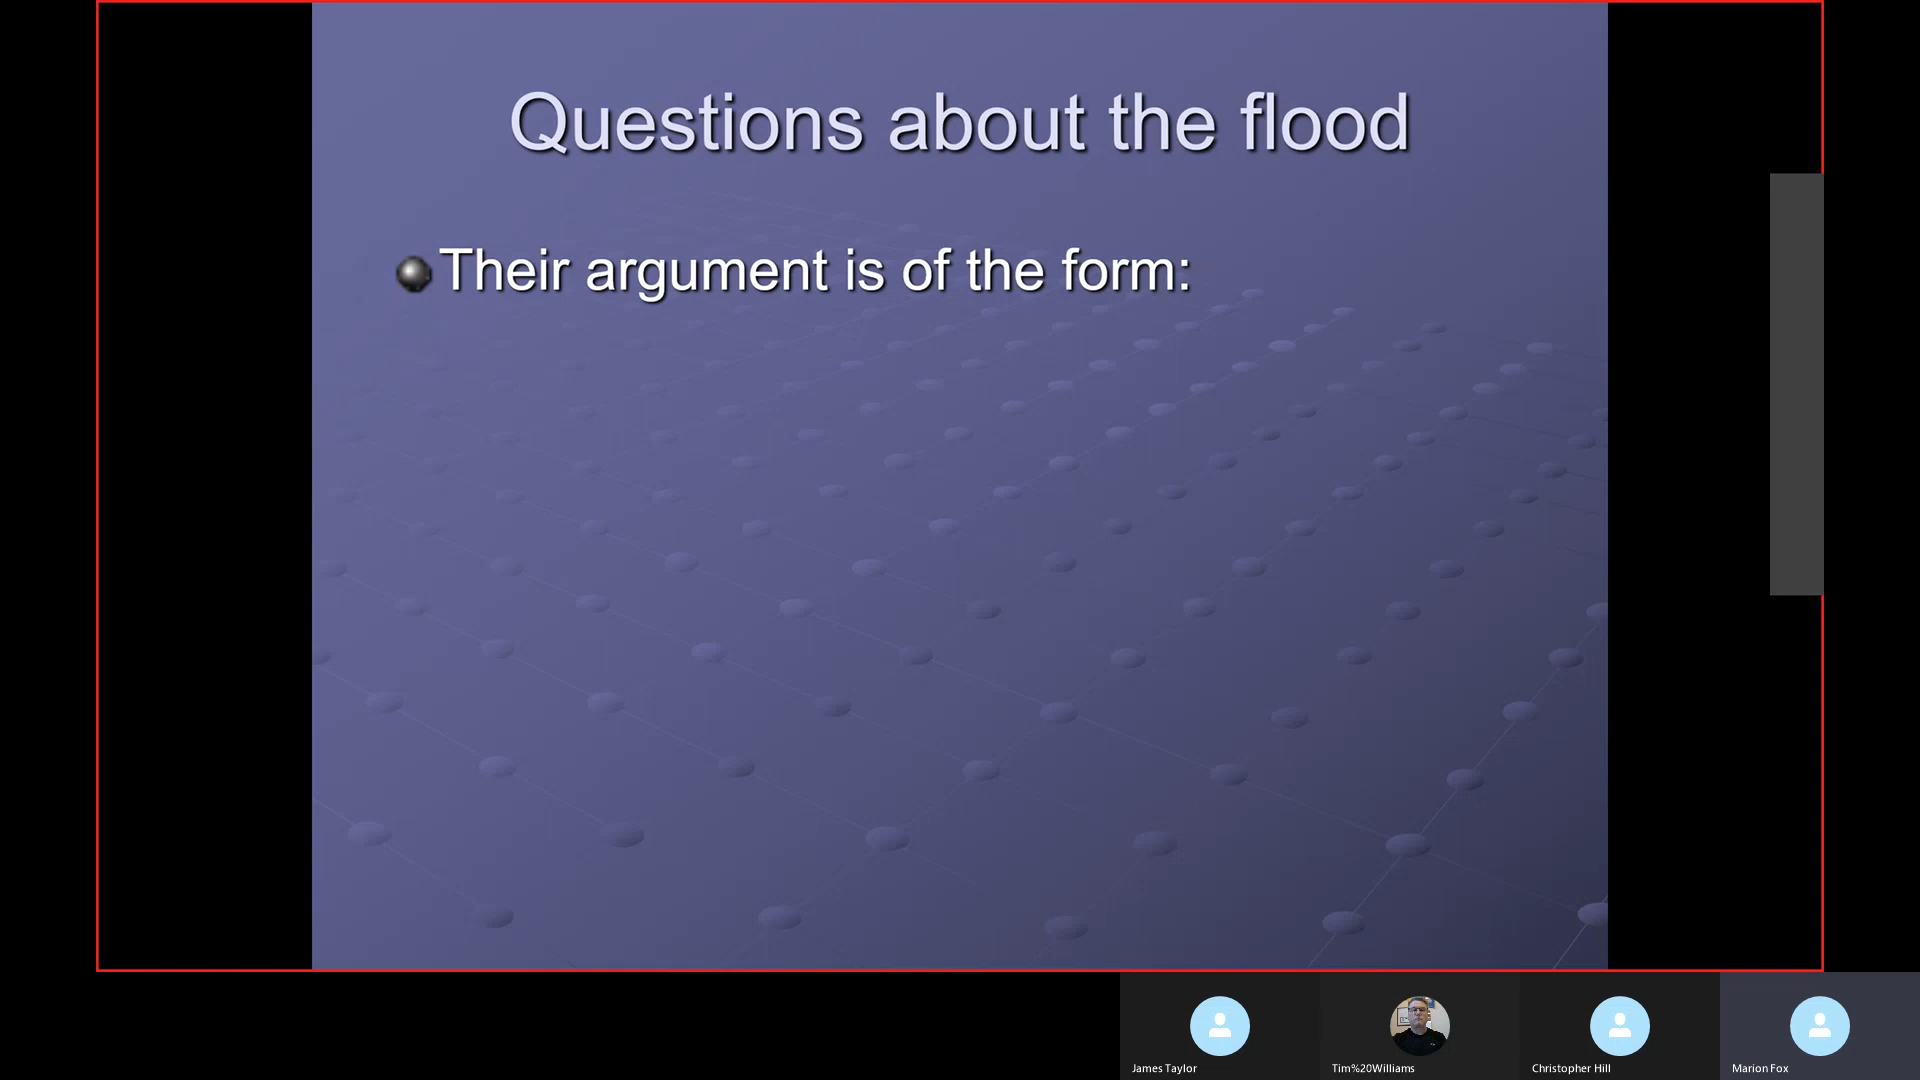 Questions about the flood
Their argument is of the form:
James Taylor
Tim%20Williams
Christopher Hill
Marion Fox